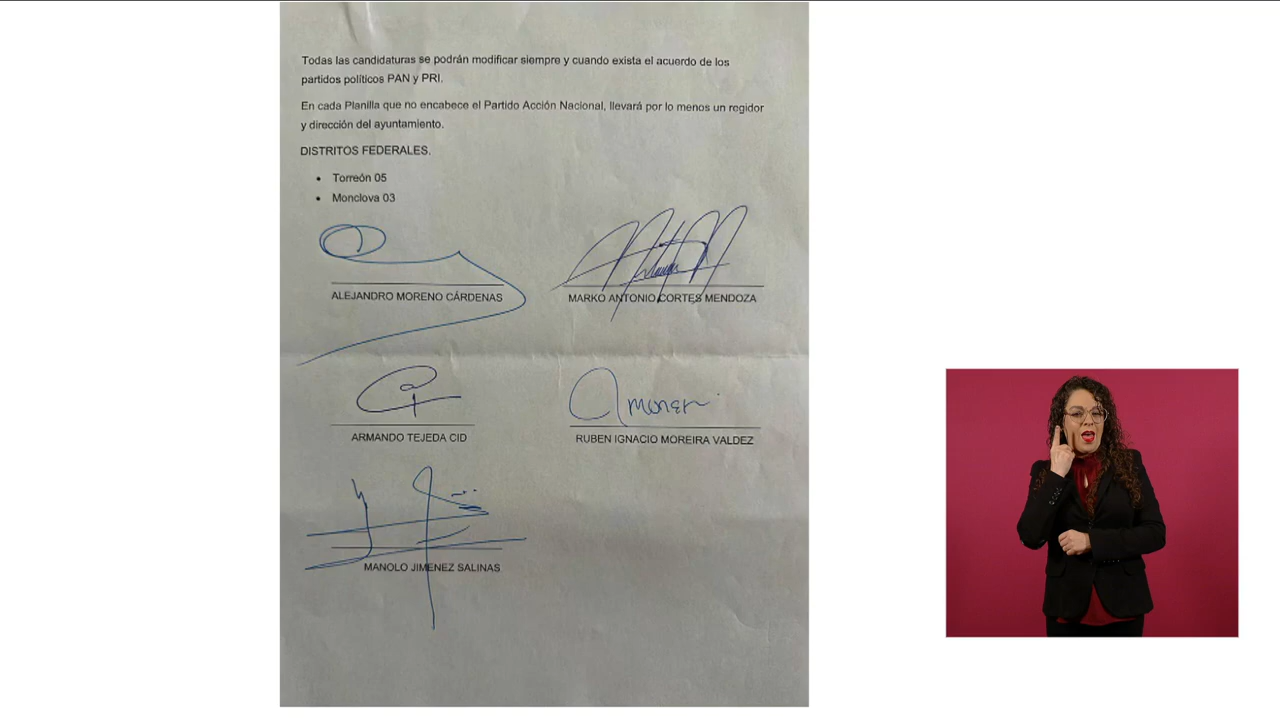 Todas las candidaturas se podrán modificar siempre y cuando exista el acuerdo de los
partidos políticos PAN y PRI.
En cada Planilla que no encabece el Partido Acción Nacional, llevará por lo menos un regidor
y dirección del ayuntamiento.
DISTRITOS FEDERALES.
• Torreón 05
• Monclova 03
ALEJANDRO MORENO CÁRDENAS
MARKO ANTONIO CORTES MENDOZA
ARMANDO TEJEDA CID
RUBEN IGNACIO MOREIRA VALDEZ
MANOLO JIMENEZ SALINAS